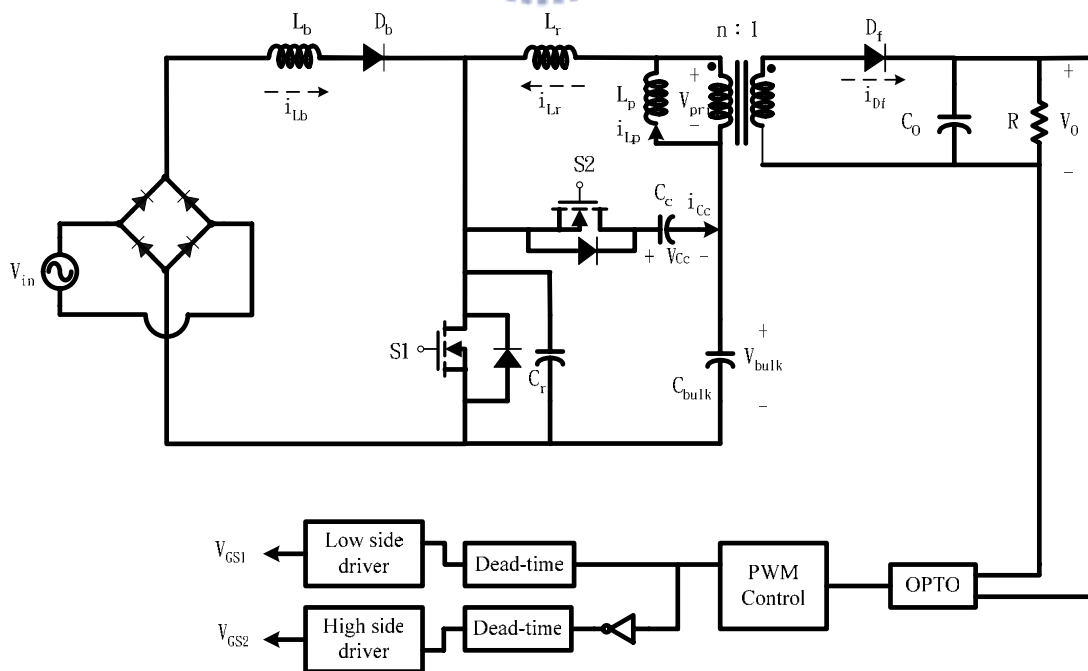 L_b
D_b
L_r
n : 1
D_f
i_Lb
i_Lr
L_p
i_Lp
+
V_pri
-
i_Df
C_O
R
+
V_O
-
S2
C_c
i_Cc
+ V_Cc -
V_in
S1
C_r
C_bulk
+
V_bulk
-
V_GS1
Low side
driver
Dead-time
PWM
Control
OPTO
V_GS2
High side
driver
Dead-time